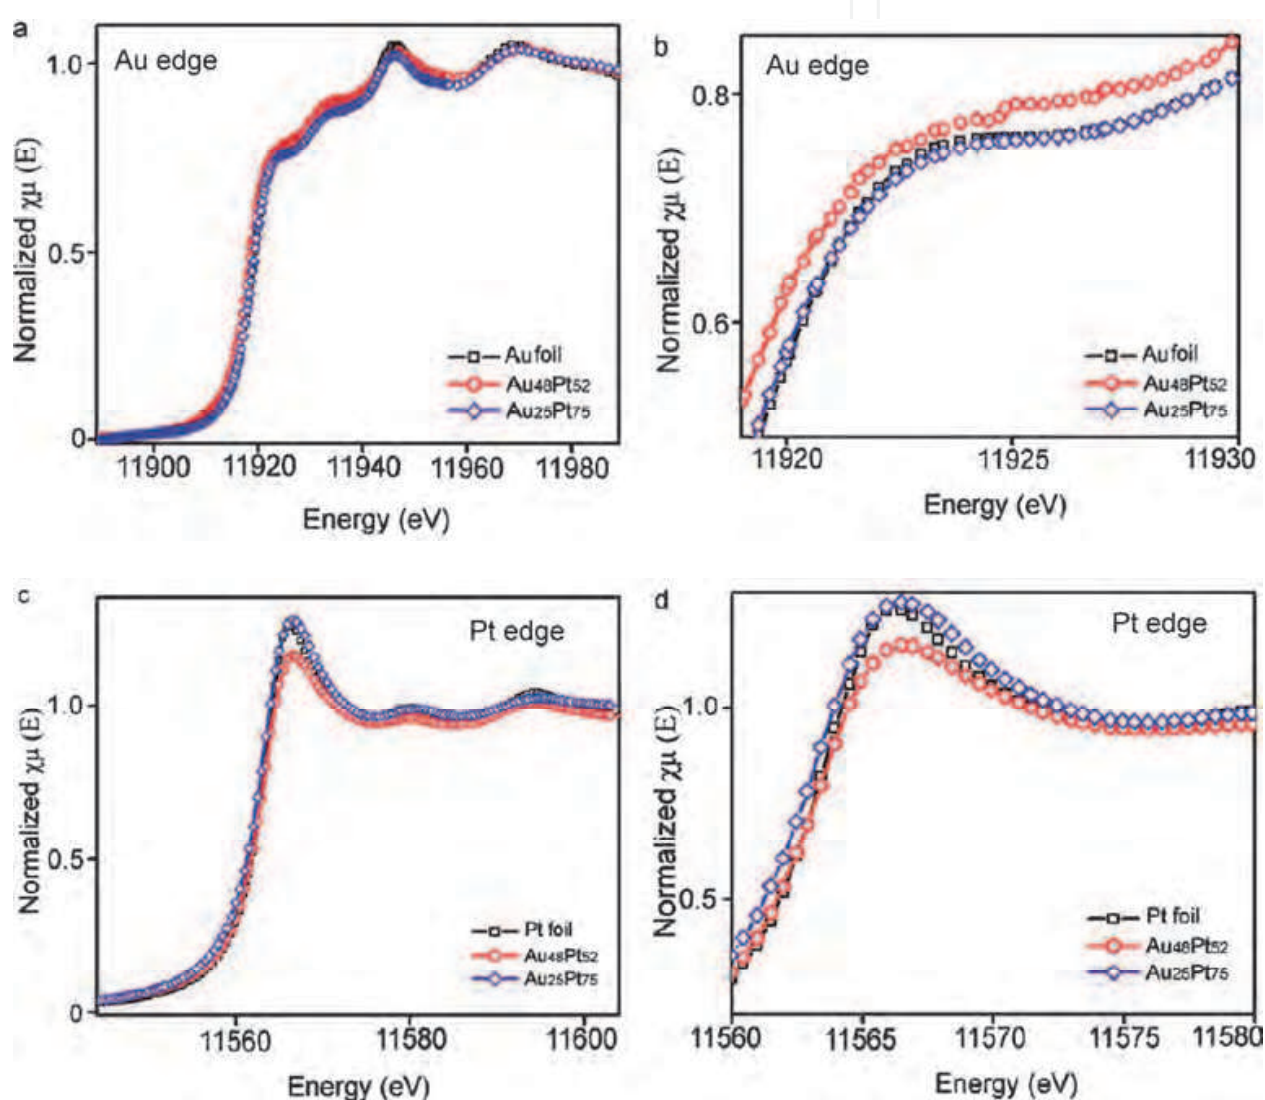 a
Au edge
1.0
0.5
0
Normalized χμ (E)
Au foil
Au48Pt52
Au25Pt75
11900 11920 11940 11960 11980
Energy (eV)
b
Au edge
0.8
0.6
Normalized χμ (E)
Au foil
Au48Pt52
Au25Pt75
11920 11925 11930
Energy (eV)
c
Pt edge
1.0
0.5
0
Normalized χμ (E)
Pt foil
Au48Pt52
Au25Pt75
11560 11580 11600
Energy (eV)
d
Pt edge
1.0
0.5
Normalized χμ (E)
Pt foil
Au48Pt52
Au25Pt75
11560 11565 11570 11575 11580
Energy (eV)